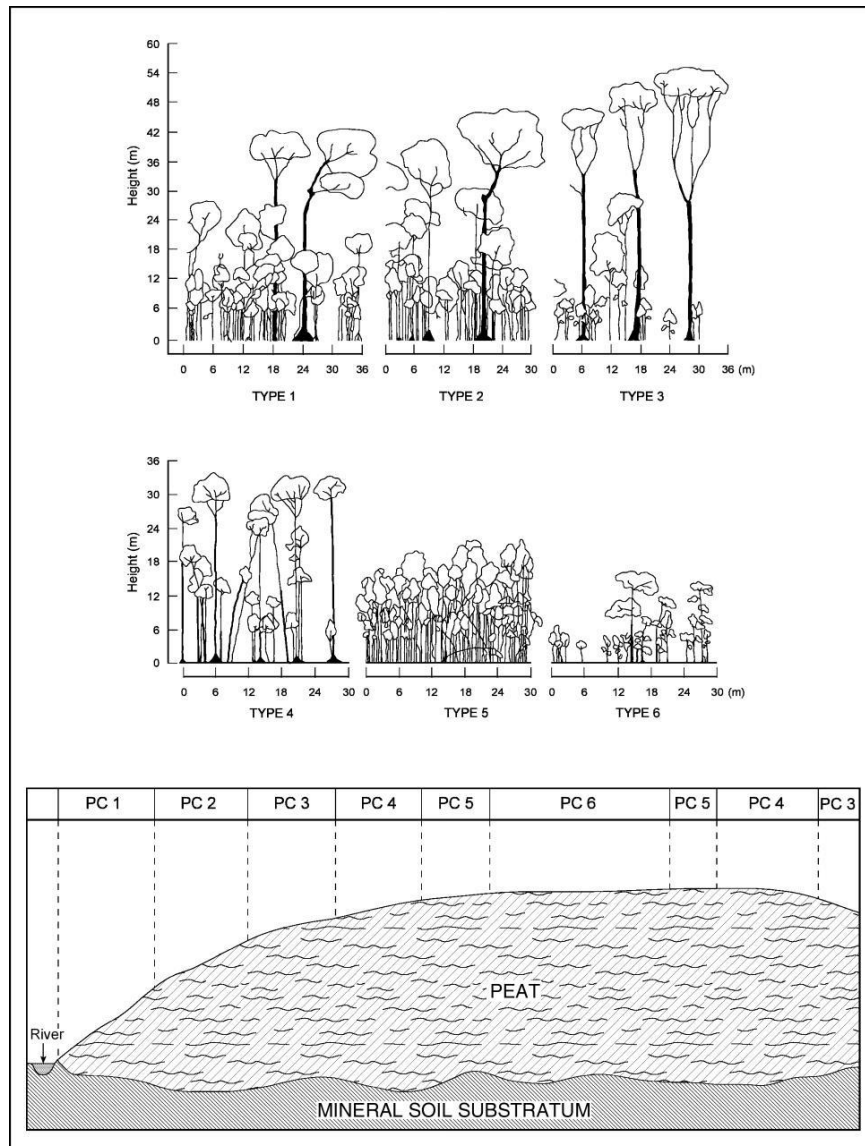 60
54
48
42
36
30
24
18
12
6
0
Height (m)
0 6 12 18 24 30 36 0 6 12 18 24 30 0 6 12 18 24 30 36 (m)
TYPE 1 TYPE 2 TYPE 3
36
30
24
18
12
6
0
Height (m)
0 6 12 18 24 30 0 6 12 18 24 30 0 6 12 18 24 30 (m)
TYPE 4 TYPE 5 TYPE 6
PC 1 PC 2 PC 3 PC 4 PC 5 PC 6 PC 5 PC 4 PC 3
PEAT
River
MINERAL SOIL SUBSTRATUM